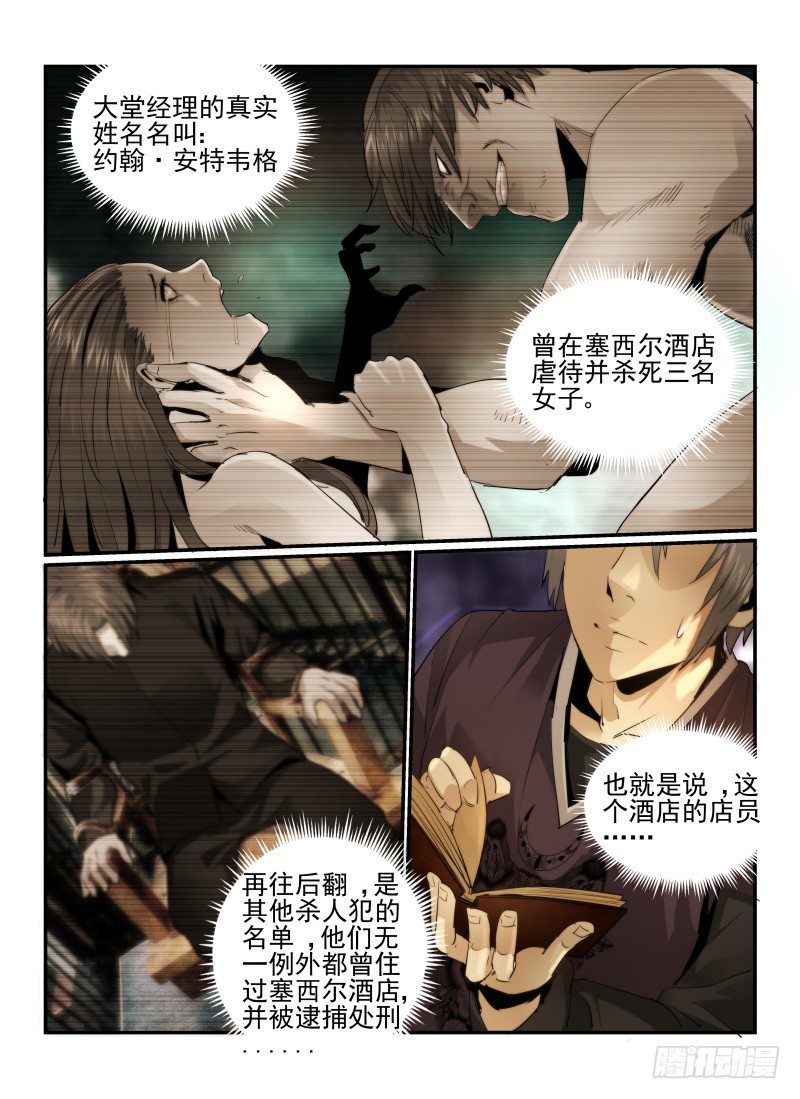 大堂经理的真实
姓名名叫：
约翰·安特韦格
曾在塞西尔酒店
虐待并杀死三名
女子。
也就是说，这
个酒店的店员
……
再往后翻，是
其他杀人犯的
名单，他们无
一例外都曾住
过塞西尔酒店，
并被逮捕处刑
......
腾讯动漫